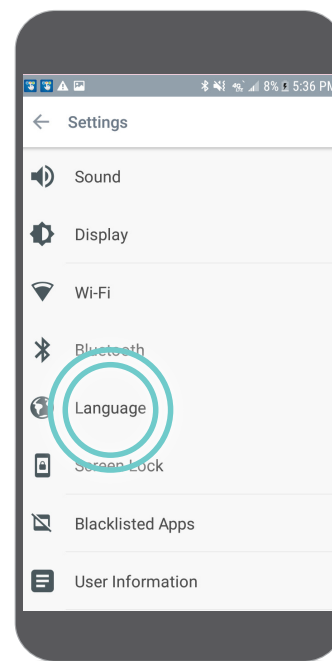 8% 5:36 PM
Settings
Sound
Display
Wi-Fi
Bluetooth
Language
Screen Lock
Blacklisted Apps
User Information